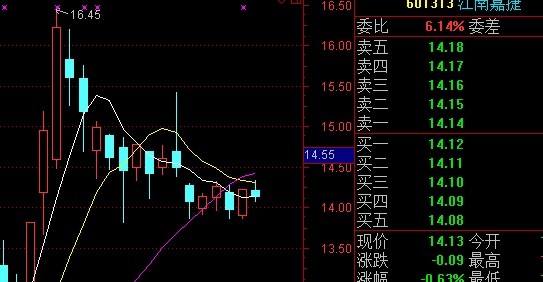 601313 江南嘉捷
16.50
16.45
16.00
15.50
15.00
14.55
14.50
14.00
13.50
委比 6.14% 委差
卖五 14.18
卖四 14.17
卖三 14.16
卖二 14.15
卖一 14.14
买一 14.12
买二 14.11
买三 14.10
买四 14.09
买五 14.08
现价 14.13 今开
涨跌 -0.09 最高
涨幅 -0.63% 最低